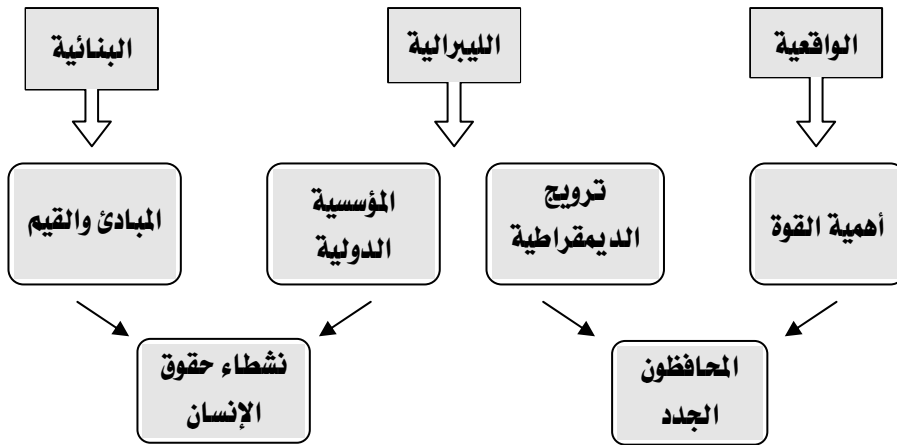 الواقعية
الليبرالية
البنائية
أهمية القوة
ترويج
الديمقراطية
المؤسسية
الدولية
المبادئ والقيم
المحافظون
الجدد
نشطاء حقوق
الإنسان